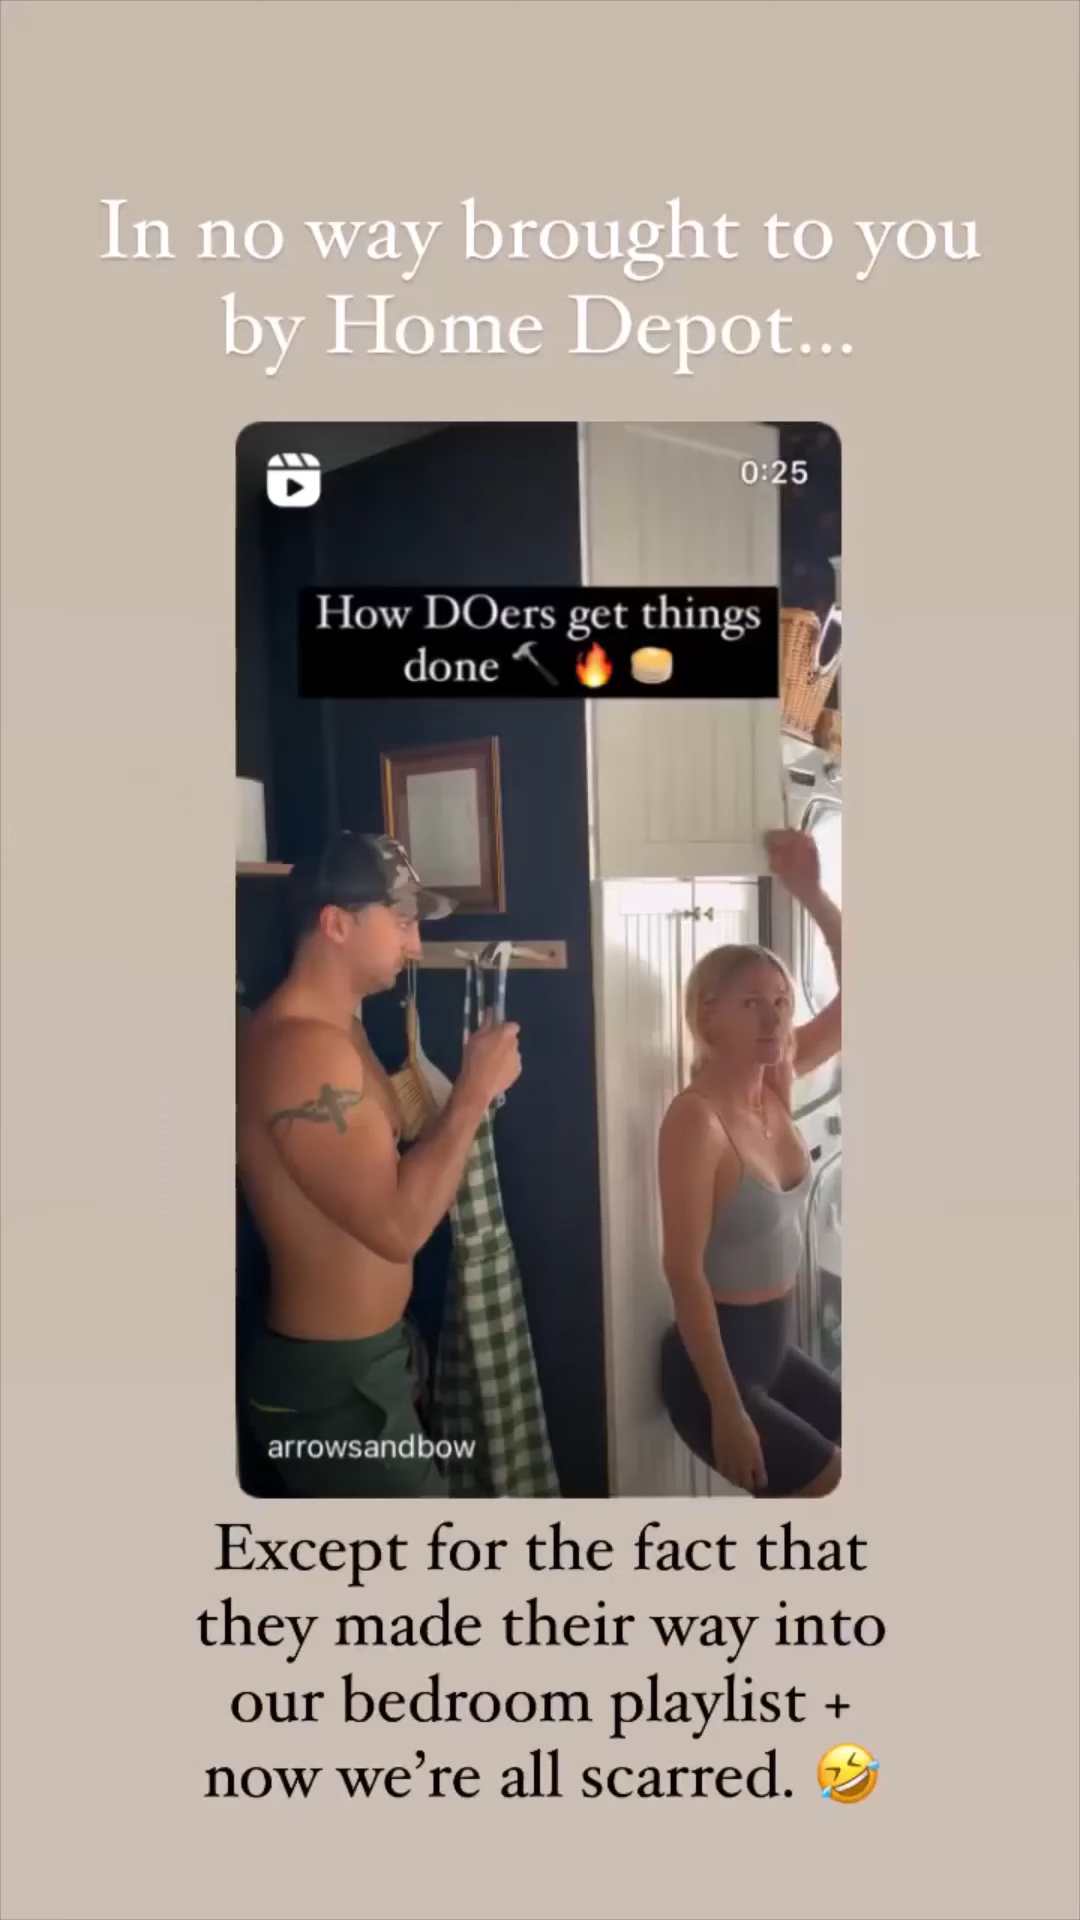 In no way brought to you
by Home Depot...
0:25
How DOers get things
done 🔨 🔥 🕯️
arrowsandbow
Except for the fact that
they made their way into
our bedroom playlist +
now we’re all scarred. 🤣